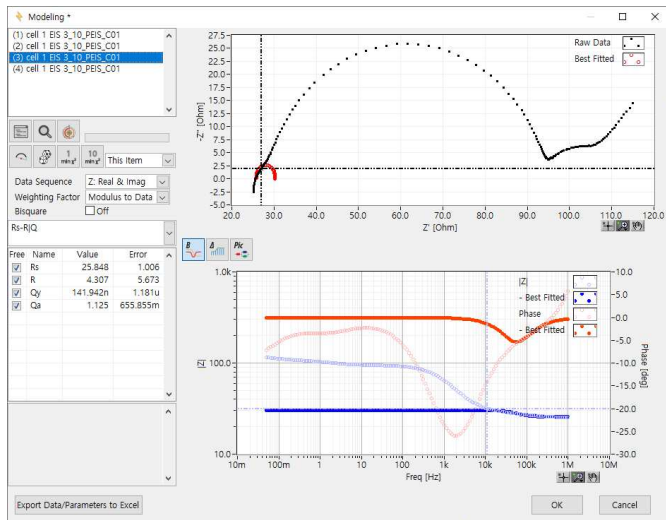 Modeling *
(1) cell 1 EIS 3_10_PEIS_C01
(2) cell 1 EIS 3_10_PEIS_C01
(3) cell 1 EIS 3_10_PEIS_C01
(4) cell 1 EIS 3_10_PEIS_C01
1 minχ²
10 minχ²
This Item
Data Sequence Z: Real & Imag
Weighting Factor Modulus to Data
Bisquare Off
Rs-R|Q
Free Name Value Error
Rs 25.848 1.006
R 4.307 5.673
Qy 141.942n 1.181u
Qa 1.125 655.855m
Export Data/Parameters to Excel
-Z" [Ohm]
27.5
25.0
22.5
20.0
17.5
15.0
12.5
10.0
7.5
5.0
2.5
0.0
-2.5
-5.0
20.0 30.0 40.0 50.0 60.0 70.0 80.0 90.0 100.0 110.0 120.0
Z' [Ohm]
Raw Data
Best Fitted
B Δ Pic
|Z|
1.0k
100.0
10.0
|Z|
- Best Fitted
Phase
- Best Fitted
10.0
5.0
0.0
-5.0
-10.0
-15.0
-20.0
-25.0
-30.0
Phase [deg]
10m 100m 1 10 100 1k 10k 100k 1M 10M
Freq [Hz]
OK Cancel